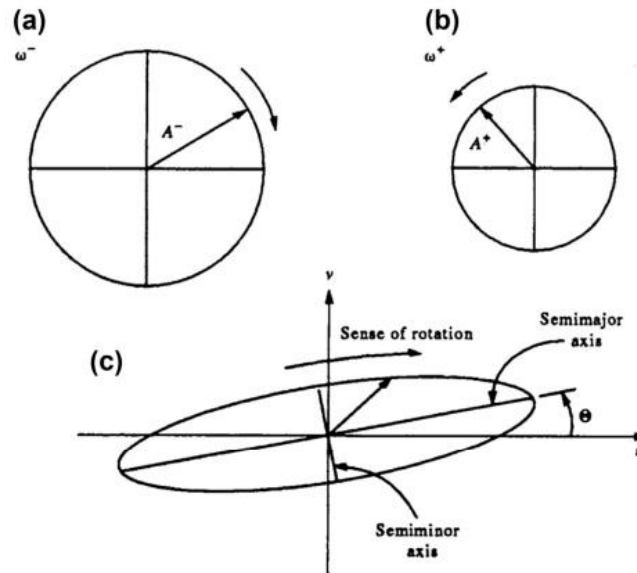 (a)
ω⁻
A⁻
(b)
ω⁺
A⁺
(c)
ν
Sense of rotation
Semimajor
axis
Θ
Semiminor
axis